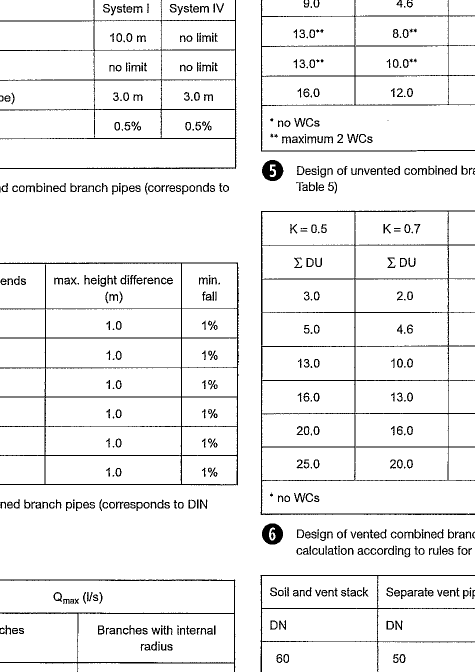 System I System IV
10.0 m no limit
no limit no limit
3.0 m 3.0 m
0.5% 0.5%
combined branch pipes (corresponds to
ends max. height difference min.
(m) fall
1.0 1%
1.0 1%
1.0 1%
1.0 1%
1.0 1%
1.0 1%
ned branch pipes (corresponds to DIN
Qmax (l/s)
ches Branches with internal
radius
9.0 4.6
13.0** 8.0**
13.0** 10.0**
16.0 12.0
* no WCs
** maximum 2 WCs
5 Design of unvented combined bra
Table 5)
K = 0.5 K = 0.7
Σ DU Σ DU
3.0 2.0
5.0 4.6
13.0 10.0
16.0 13.0
20.0 16.0
25.0 20.0
* no WCs
6 Design of vented combined branc
calculation according to rules for
Soil and vent stack Separate vent pip
DN DN
60 50